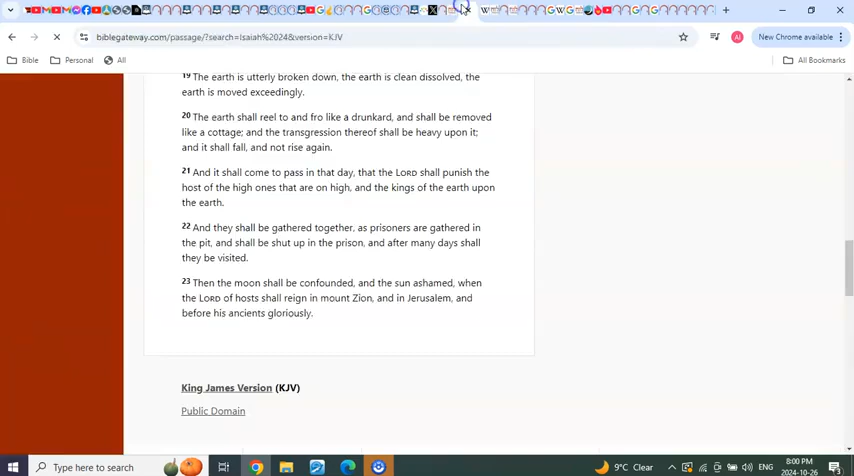 biblegateway.com/passage/?search=Isaiah%2024&version=KJV
AI
New Chrome available
Bible
Personal
All
All Bookmarks
19 The earth is utterly broken down, the earth is clean dissolved, the
earth is moved exceedingly.
20 The earth shall reel to and fro like a drunkard, and shall be removed
like a cottage; and the transgression thereof shall be heavy upon it;
and it shall fall, and not rise again.
21 And it shall come to pass in that day, that the LORD shall punish the
host of the high ones that are on high, and the kings of the earth upon
the earth.
22 And they shall be gathered together, as prisoners are gathered in
the pit, and shall be shut up in the prison, and after many days shall
they be visited.
23 Then the moon shall be confounded, and the sun ashamed, when
the LORD of hosts shall reign in mount Zion, and in Jerusalem, and
before his ancients gloriously.
King James Version (KJV)
Public Domain
Type here to search
9°C Clear
ENG
8:00 PM
2024-10-26